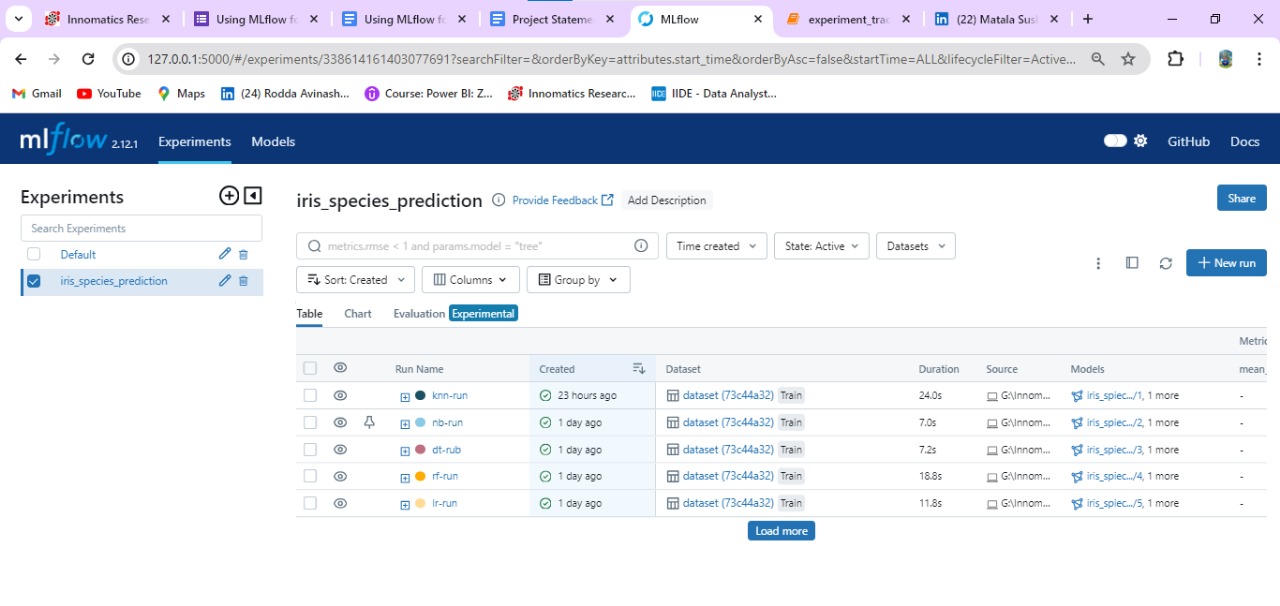 Innomatics Rese
Using MLflow fo
Using MLflow fo
Project Stateme
MLflow
experiment_trac
(22) Matala Susl
127.0.0.1:5000/#/experiments/338614161403077691?searchFilter=&orderByKey=attributes.start_time&orderByAsc=false&startTime=ALL&lifecycleFilter=Active...
Gmail
YouTube
Maps
(24) Rodda Avinash...
Course: Power BI: Z...
Innomatics Researc...
IIDE - Data Analyst...
mlflow 2.12.1
Experiments
Models
GitHub
Docs
Experiments
Search Experiments
Default
iris_species_prediction
iris_species_prediction
Provide Feedback
Add Description
Share
metrics.rmse < 1 and params.model = "tree"
Time created
State: Active
Datasets
Sort: Created
Columns
Group by
+ New run
Table
Chart
Evaluation Experimental
Metric
Run Name Created Dataset Duration Source Models mean_
knn-run 23 hours ago dataset (73c44a32) Train 24.0s G:\Innom... iris_spiec.../1, 1 more -
nb-run 1 day ago dataset (73c44a32) Train 7.0s G:\Innom... iris_spiec.../2, 1 more -
dt-rub 1 day ago dataset (73c44a32) Train 7.2s G:\Innom... iris_spiec.../3, 1 more -
rf-run 1 day ago dataset (73c44a32) Train 18.8s G:\Innom... iris_spiec.../4, 1 more -
lr-run 1 day ago dataset (73c44a32) Train 11.8s G:\Innom... iris_spiec.../5, 1 more -
Load more